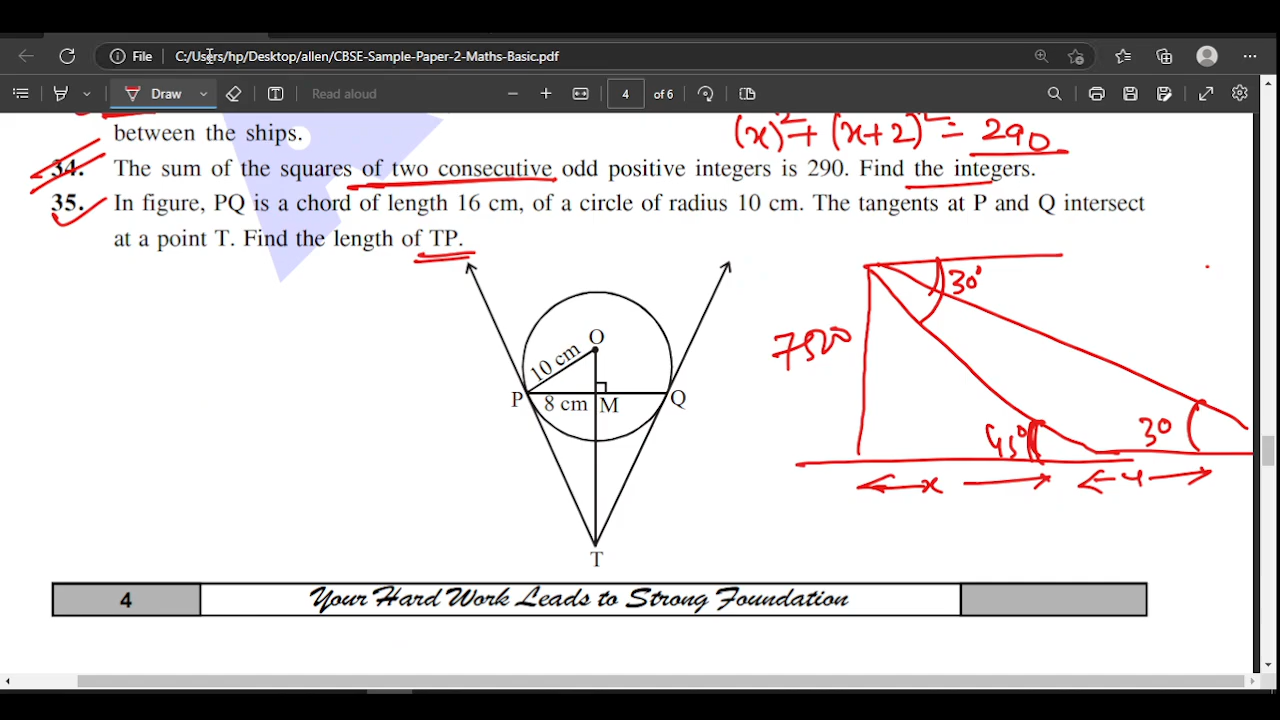 File C:/Users/hp/Desktop/allen/CBSE-Sample-Paper-2-Maths-Basic.pdf
Draw Read aloud 4 of 6
between the ships.
(x)² + (x+2)² = 290
34. The sum of the squares of two consecutive odd positive integers is 290. Find the integers.
35. In figure, PQ is a chord of length 16 cm, of a circle of radius 10 cm. The tangents at P and Q intersect
at a point T. Find the length of TP.
30°
O
10 cm
P 8 cm M Q
45° 30
x
T
4 Your Hard Work Leads to Strong Foundation